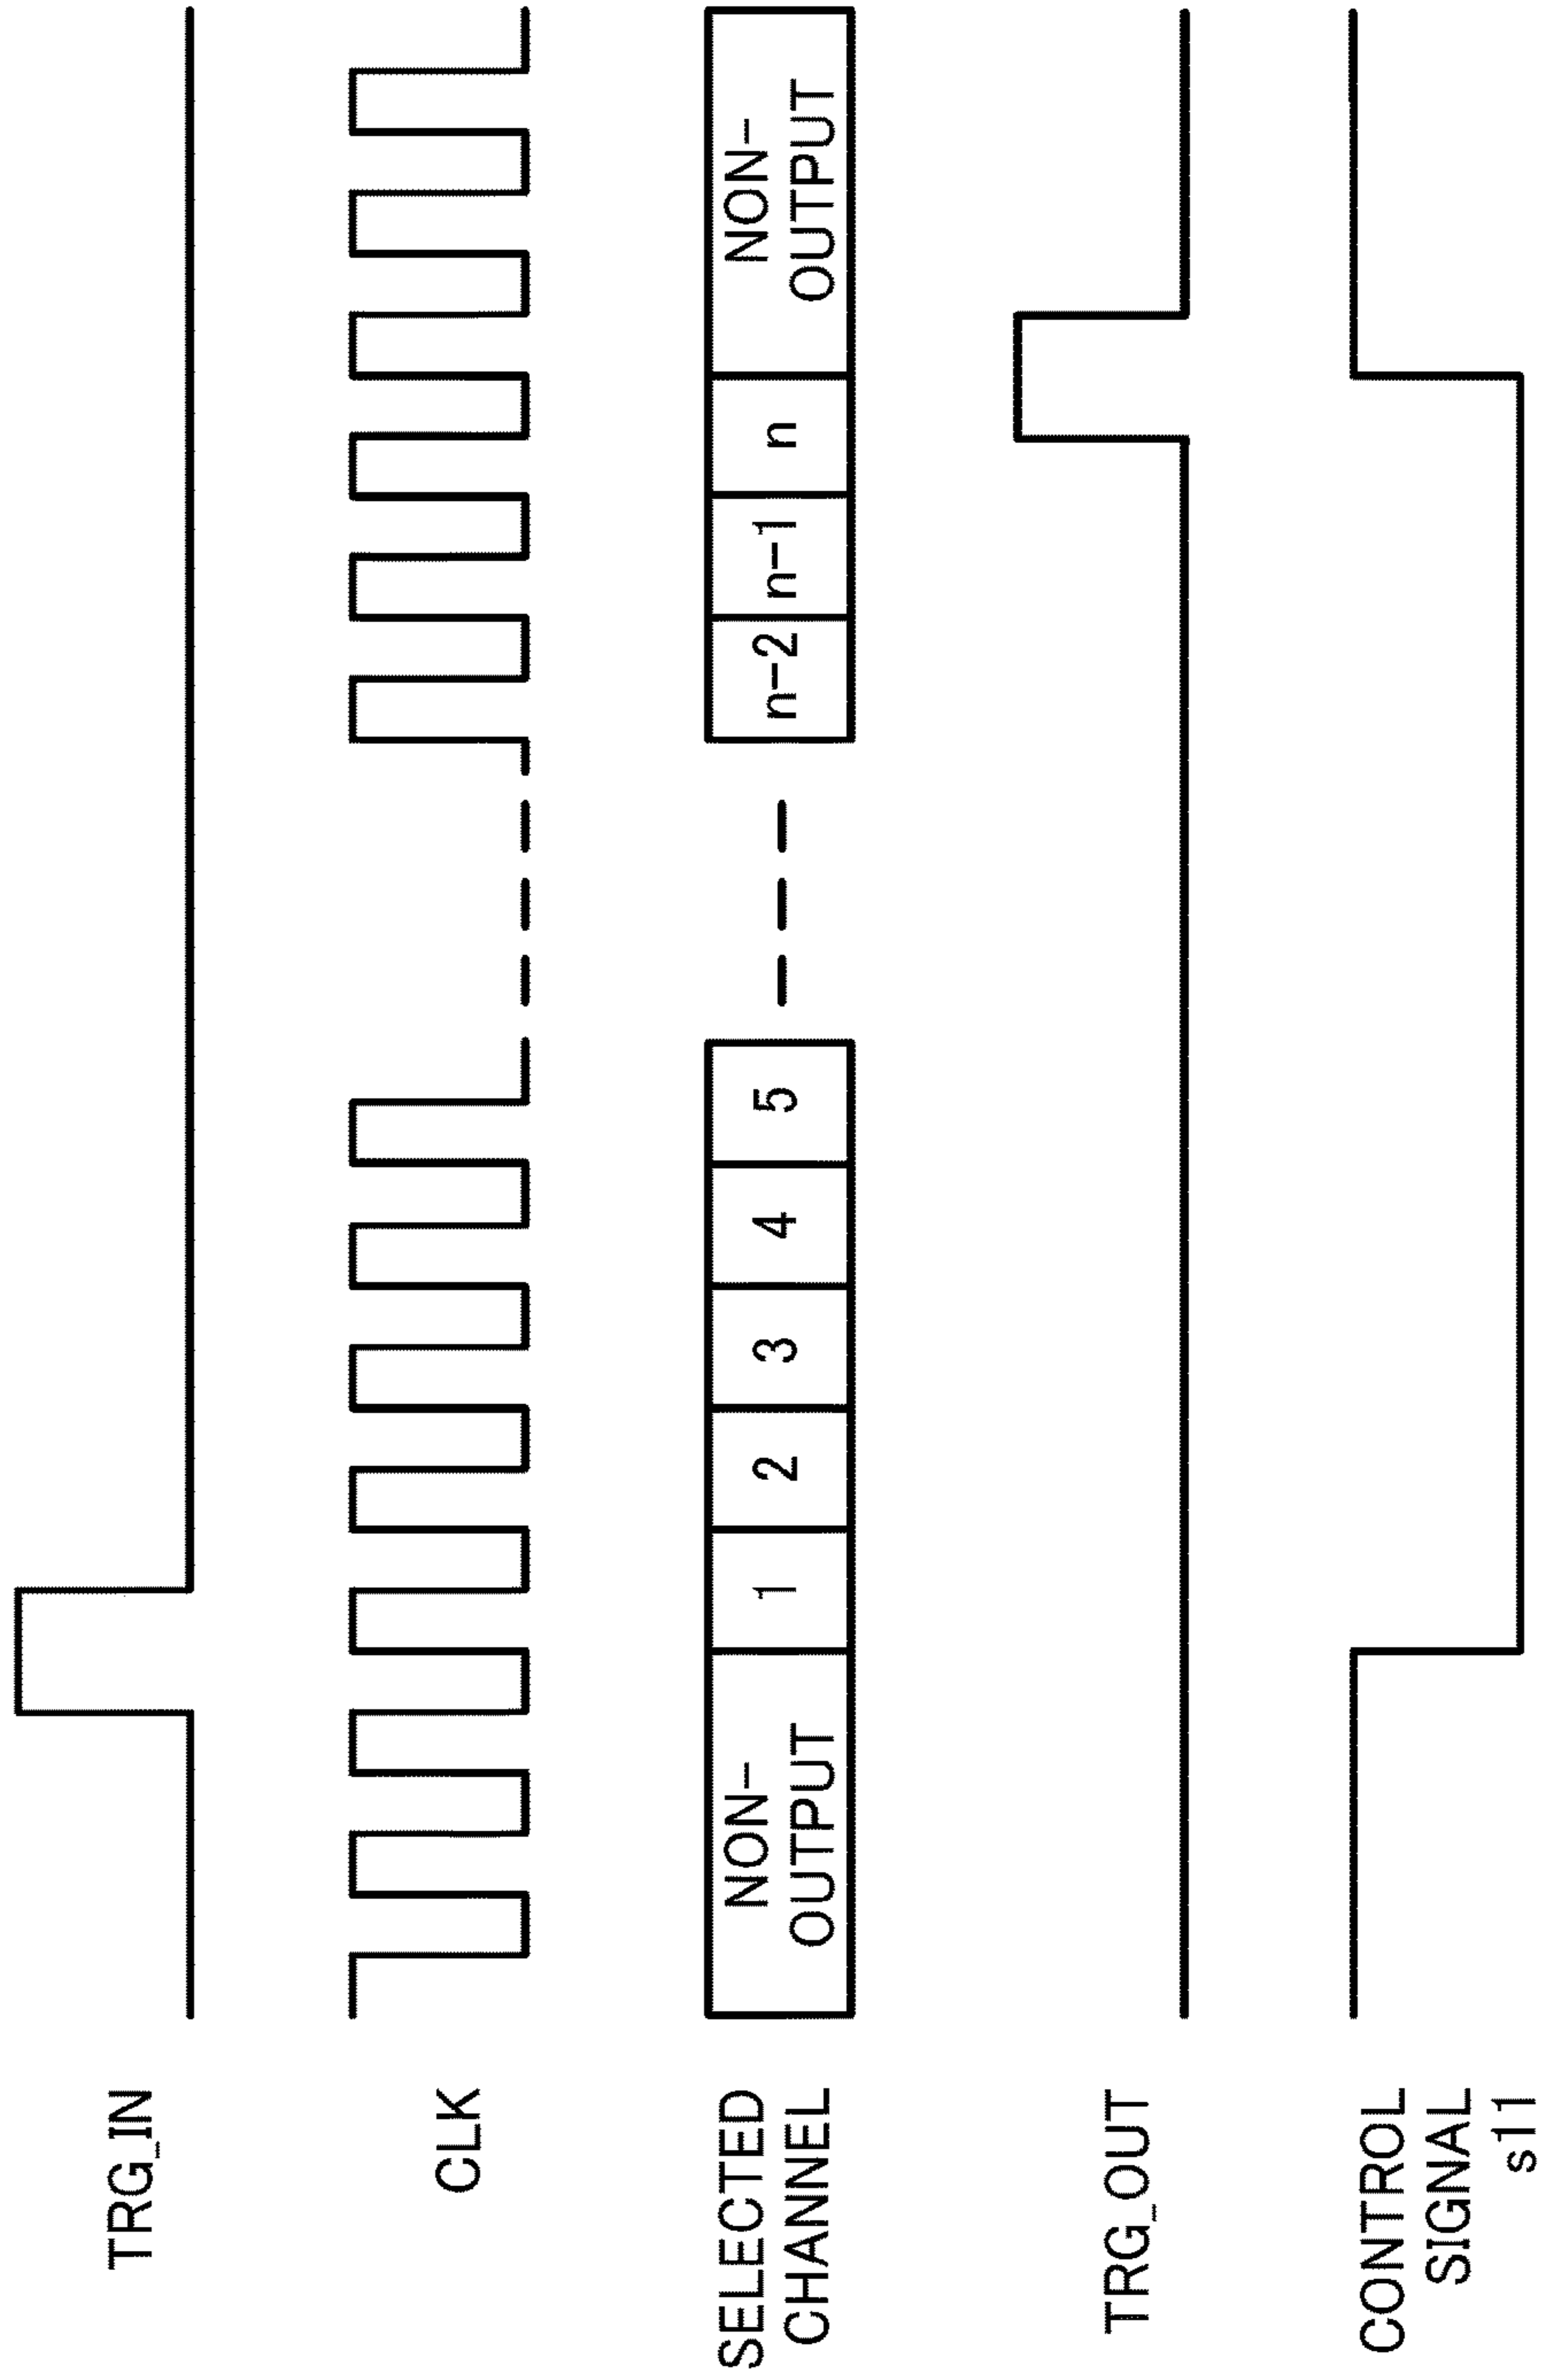 TRG_IN
CLK
SELECTED
CHANNEL
NON-
OUTPUT
1
2
3
4
5
n-2
n-1
n
NON-
OUTPUT
TRG_OUT
CONTROL
SIGNAL
s11